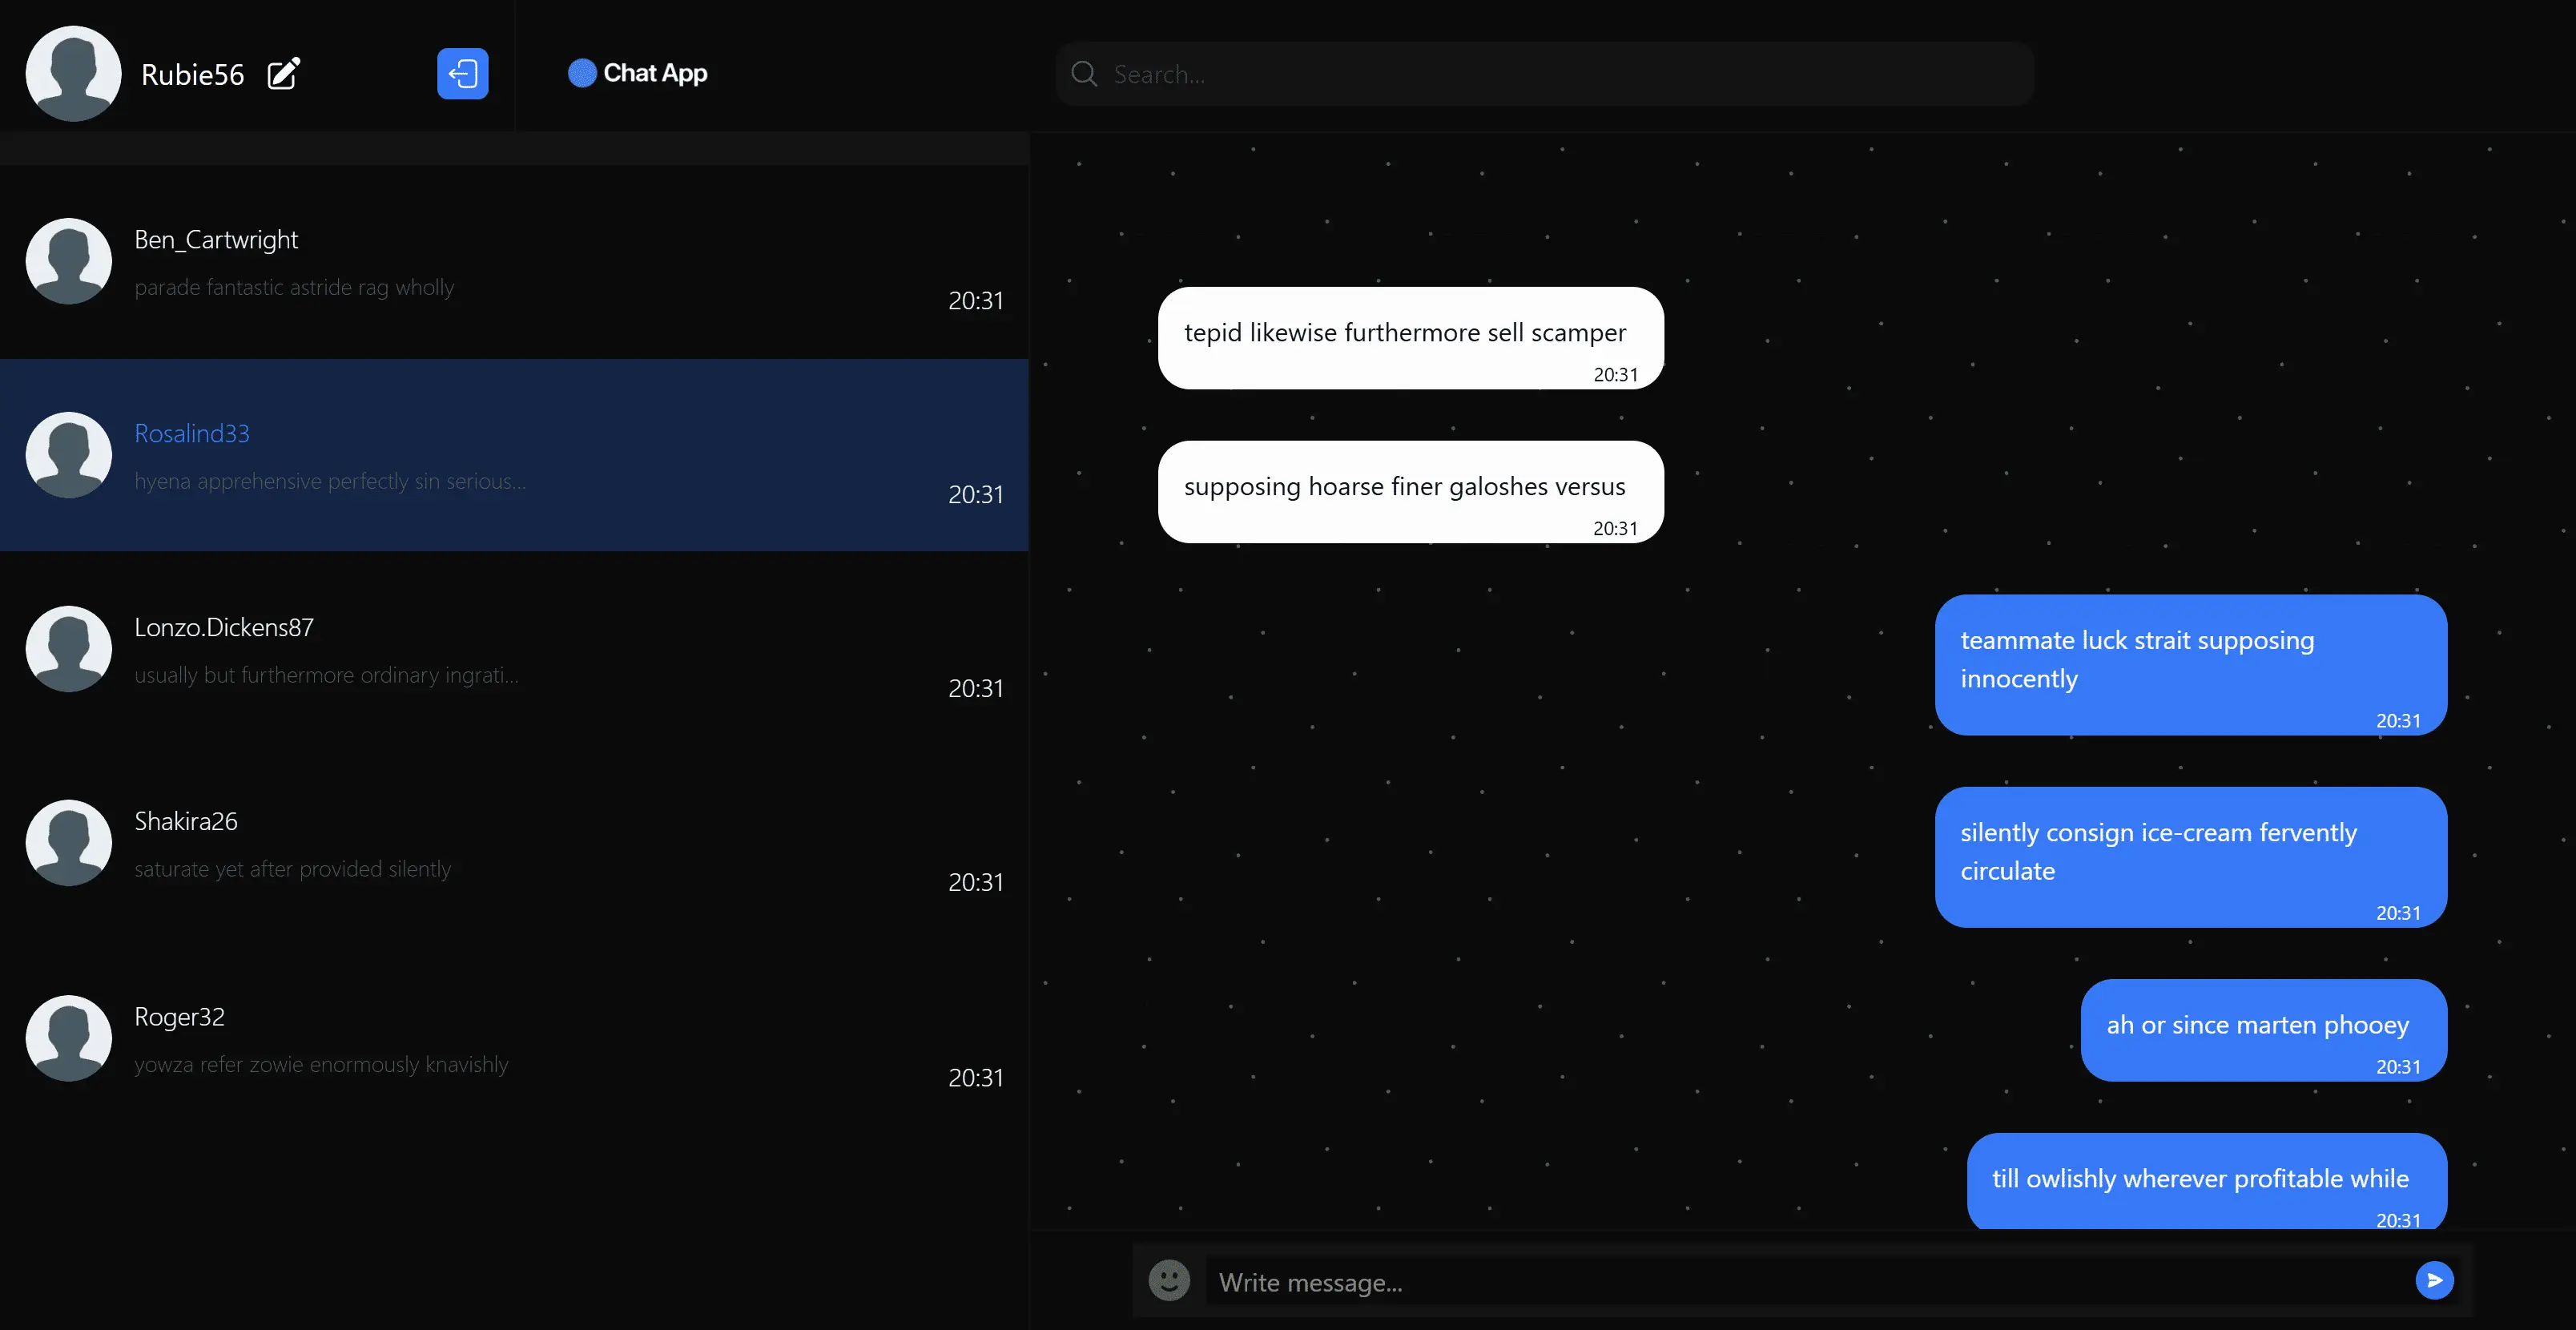 Rubie56
Chat App
Search...
Ben_Cartwright
parade fantastic astride rag wholly
20:31
Rosalind33
hyena apprehensive perfectly sin serious...
20:31
Lonzo.Dickens87
usually but furthermore ordinary ingrati...
20:31
Shakira26
saturate yet after provided silently
20:31
Roger32
yowza refer zowie enormously knavishly
20:31
tepid likewise furthermore sell scamper
20:31
supposing hoarse finer galoshes versus
20:31
teammate luck strait supposing
innocently
20:31
silently consign ice-cream fervently
circulate
20:31
ah or since marten phooey
20:31
till owlishly wherever profitable while
20:31
Write message...